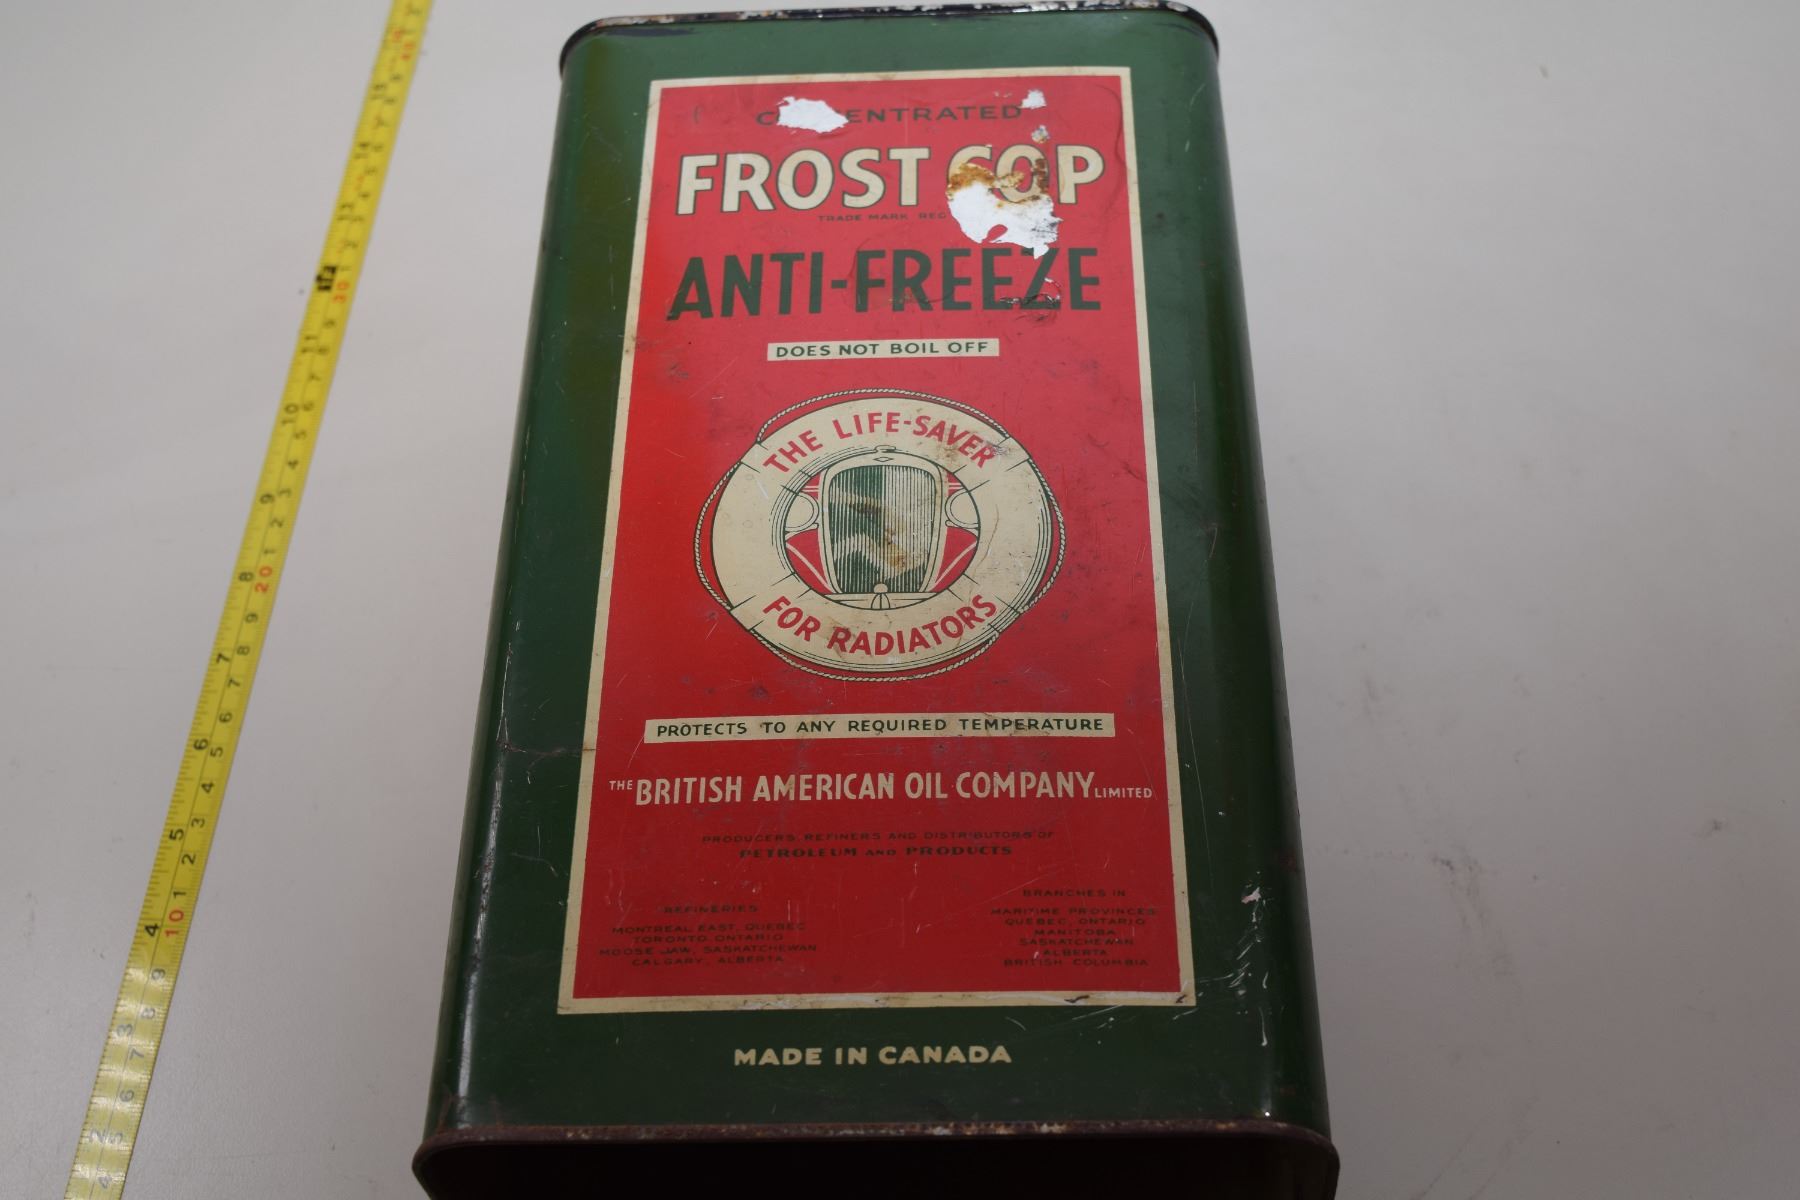 CONCENTRATED
FROST COP
TRADE MARK REG
ANTI-FREEZE
DOES NOT BOIL OFF
THE LIFE-SAVER
FOR RADIATORS
PROTECTS TO ANY REQUIRED TEMPERATURE
THE BRITISH AMERICAN OIL COMPANY LIMITED
PRODUCERS REFINERS AND DISTRIBUTORS OF
PETROLEUM AND PRODUCTS
REFINERIES
MONTREAL EAST, QUEBEC
TORONTO ONTARIO
MOOSE JAW, SASKATCHEWAN
CALGARY, ALBERTA
BRANCHES IN
MARITIME PROVINCES
QUEBEC, ONTARIO
MANITOBA
SASKATCHEWAN
ALBERTA
BRITISH COLUMBIA
MADE IN CANADA